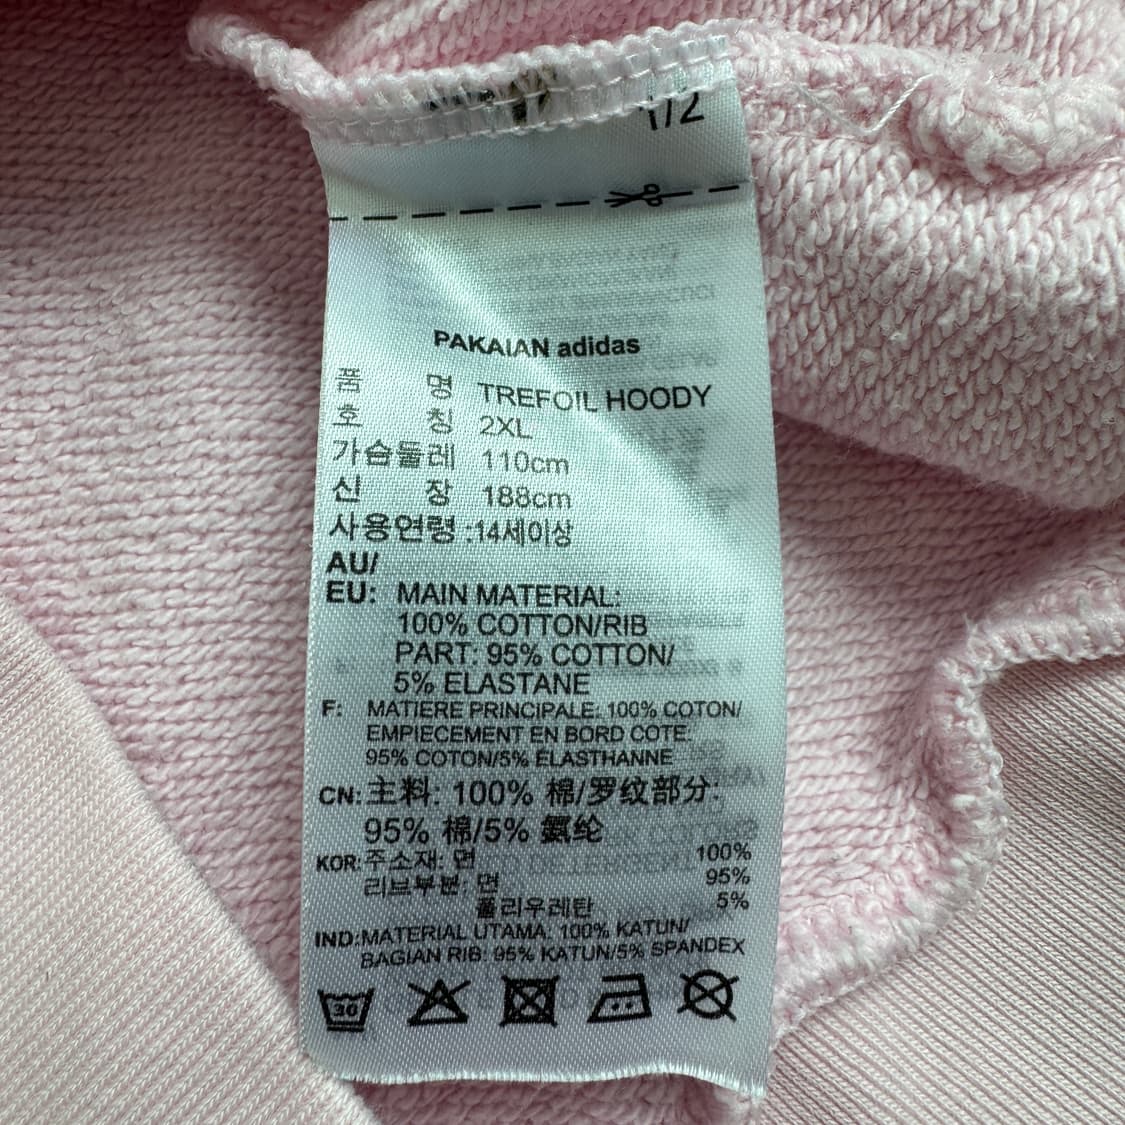 1/2
PAKAIAN adidas
품 명 TREFOIL HOODY
호 칭 2XL
가슴둘레 110cm
신 장 188cm
사용연령 :14세이상
AU/
EU: MAIN MATERIAL:
100% COTTON/RIB
PART: 95% COTTON/
5% ELASTANE
F: MATIERE PRINCIPALE: 100% COTON/
EMPIECEMENT EN BORD COTE:
95% COTON/5% ELASTHANNE
CN: 主料: 100% 棉/罗纹部分:
95% 棉/5% 氨纶
KOR: 주소재: 면 100%
리브부분: 면 95%
폴리우레탄 5%
IND: MATERIAL UTAMA: 100% KATUN/
BAGIAN RIB: 95% KATUN/5% SPANDEX
30